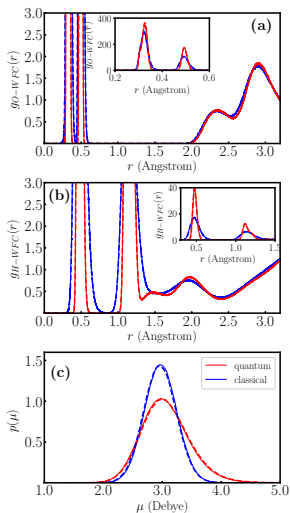 3.0
2.5
2.0
1.5
1.0
0.5
g_{O-WFC}(r)
400
200
0
g_{O-WFC}(r)
0.2 0.4 0.6
r (Angstrom)
(a)
0.0 0.5 1.0 1.5 2.0 2.5 3.0
r (Angstrom)
3.0
2.5
2.0
1.5
1.0
0.5
g_{H-WFC}(r)
(b)
40
20
0
g_{H-WFC}(r)
0.5 1.0 1.5
r (Angstrom)
0.0 0.5 1.0 1.5 2.0 2.5 3.0
r (Angstrom)
1.5
1.0
0.5
p(μ)
(c)
quantum
classical
1.0 2.0 3.0 4.0 5.0
μ (Debye)